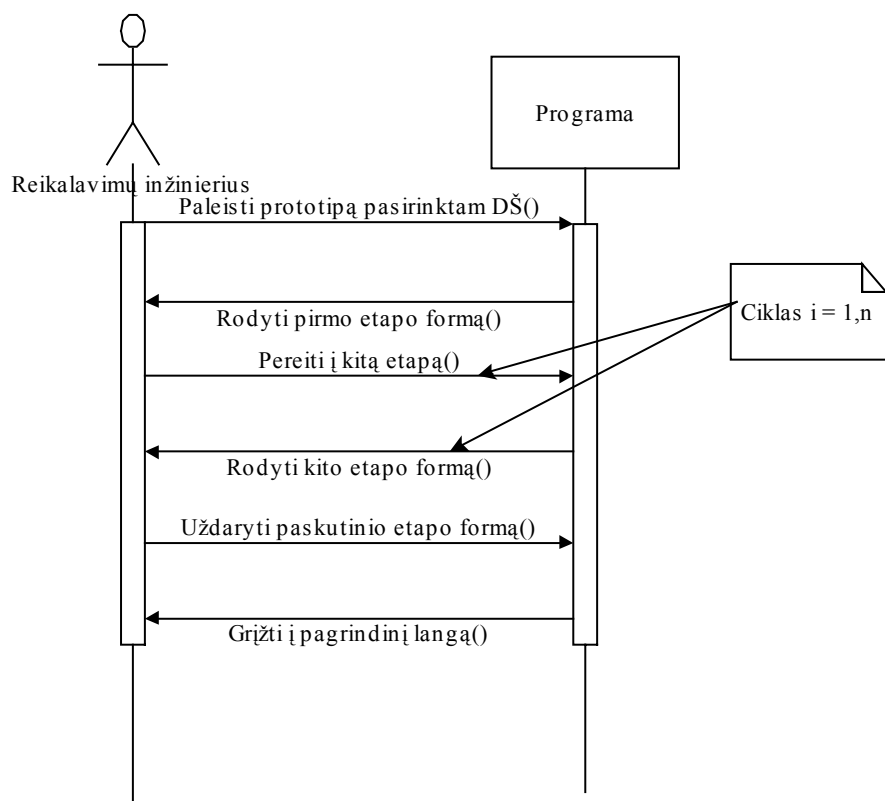 Programa
Reikalavimų inžinierius
Paleisti prototipą pasirinktam DŠ()
Rodyti pirmo etapo formą()
Ciklas i = 1,n
Pereiti į kitą etapą()
Rodyti kito etapo formą()
Uždaryti paskutinio etapo formą()
Grįžti į pagrindinį langą()